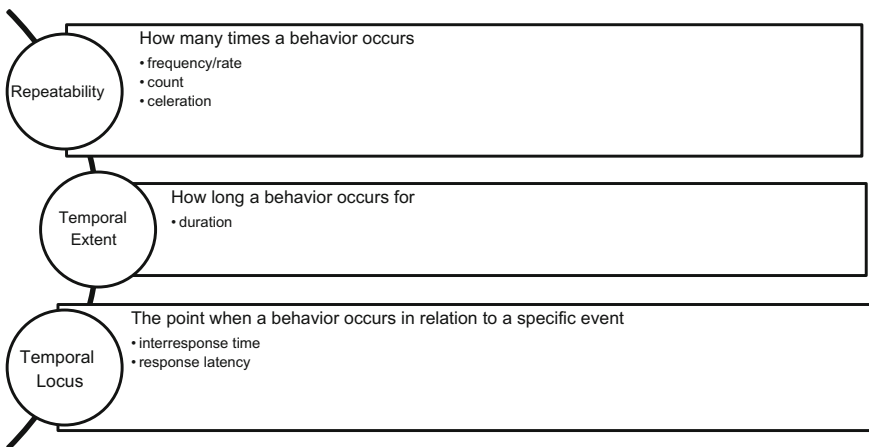 Repeatability
How many times a behavior occurs
• frequency/rate
• count
• celeration
Temporal
Extent
How long a behavior occurs for
• duration
Temporal
Locus
The point when a behavior occurs in relation to a specific event
• interresponse time
• response latency